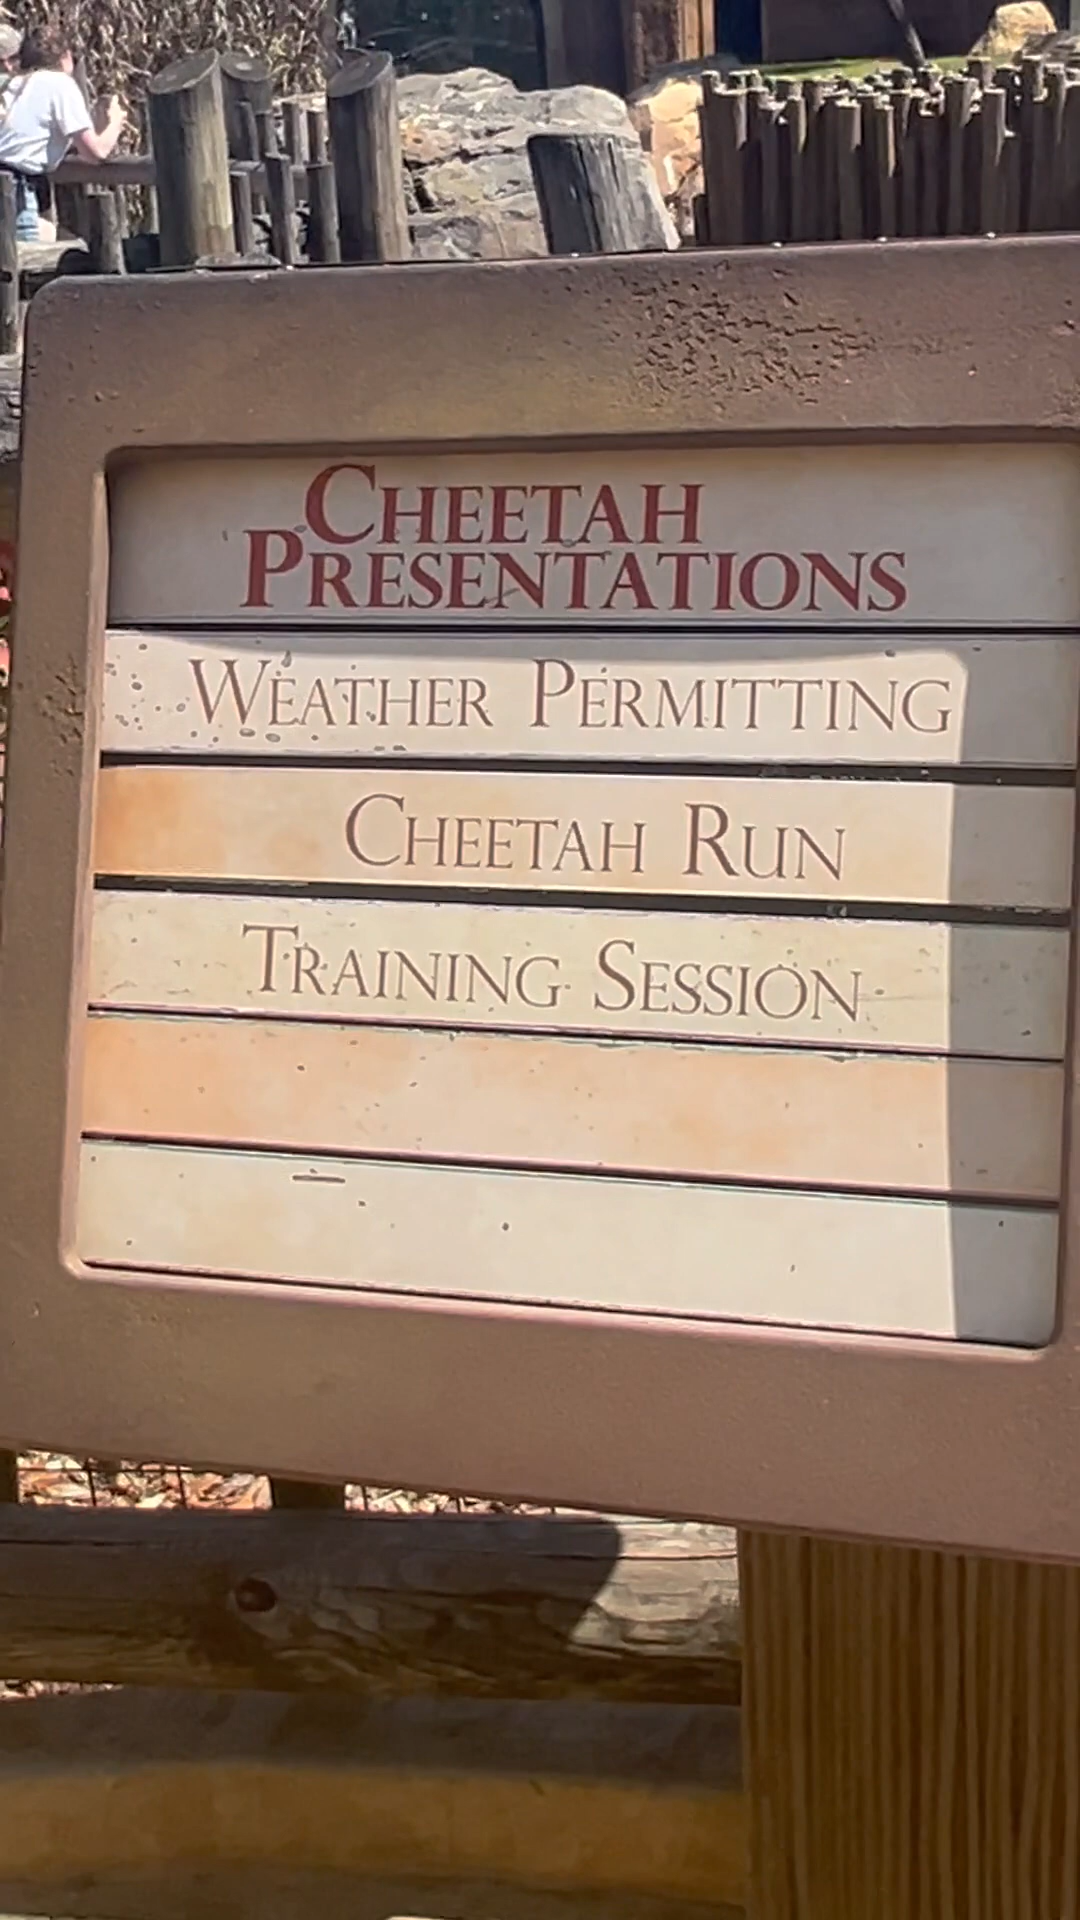 CHEETAH
PRESENTATIONS
WEATHER PERMITTING
CHEETAH RUN
TRAINING SESSION